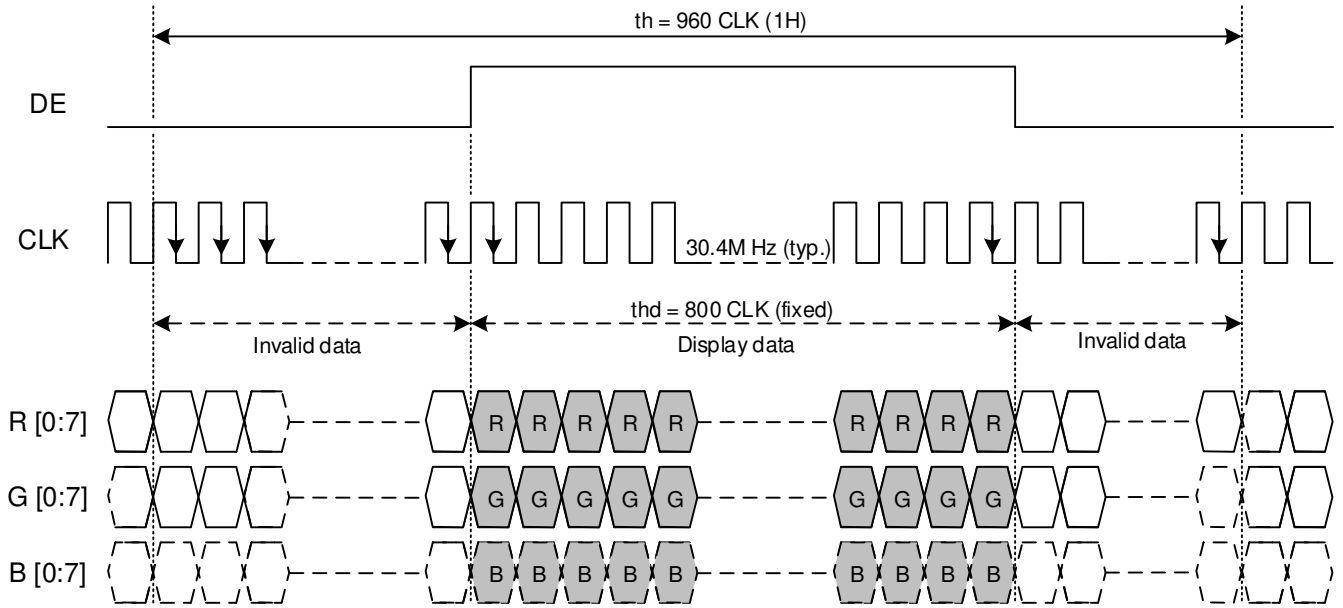 th = 960 CLK (1H)
DE
CLK
30.4M Hz (typ.)
thd = 800 CLK (fixed)
Invalid data
Display data
Invalid data
R [0:7]
R R R R R R R R R
G [0:7]
G G G G G G G G G
B [0:7]
B B B B B B B B B